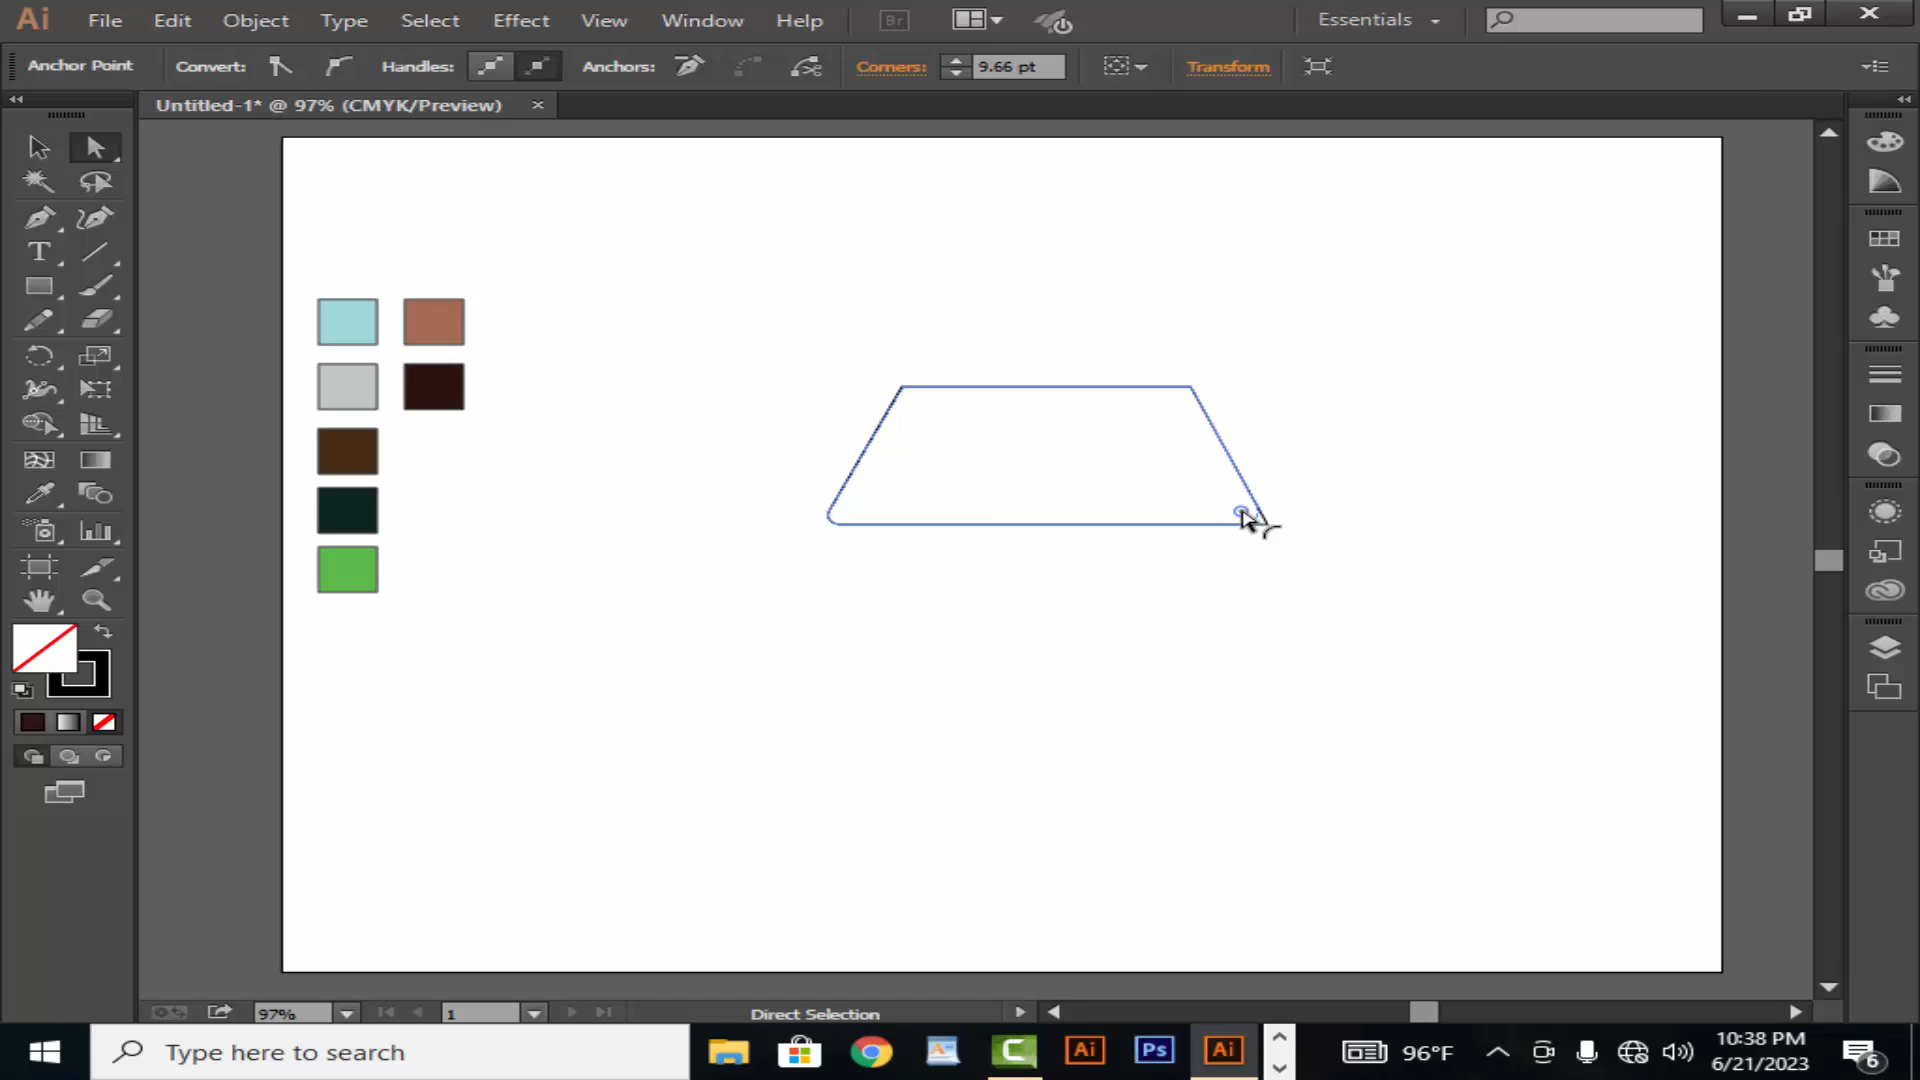 Ai File Edit Object Type Select Effect View Window Help Br Essentials
Anchor Point Convert: Handles: Anchors: Corners: 9.66 pt Transform
Untitled-1* @ 97% (CMYK/Preview)
T
97% 1 Direct Selection
Type here to search Ai Ps Ai 96°F 10:38 PM
6/21/2023
6